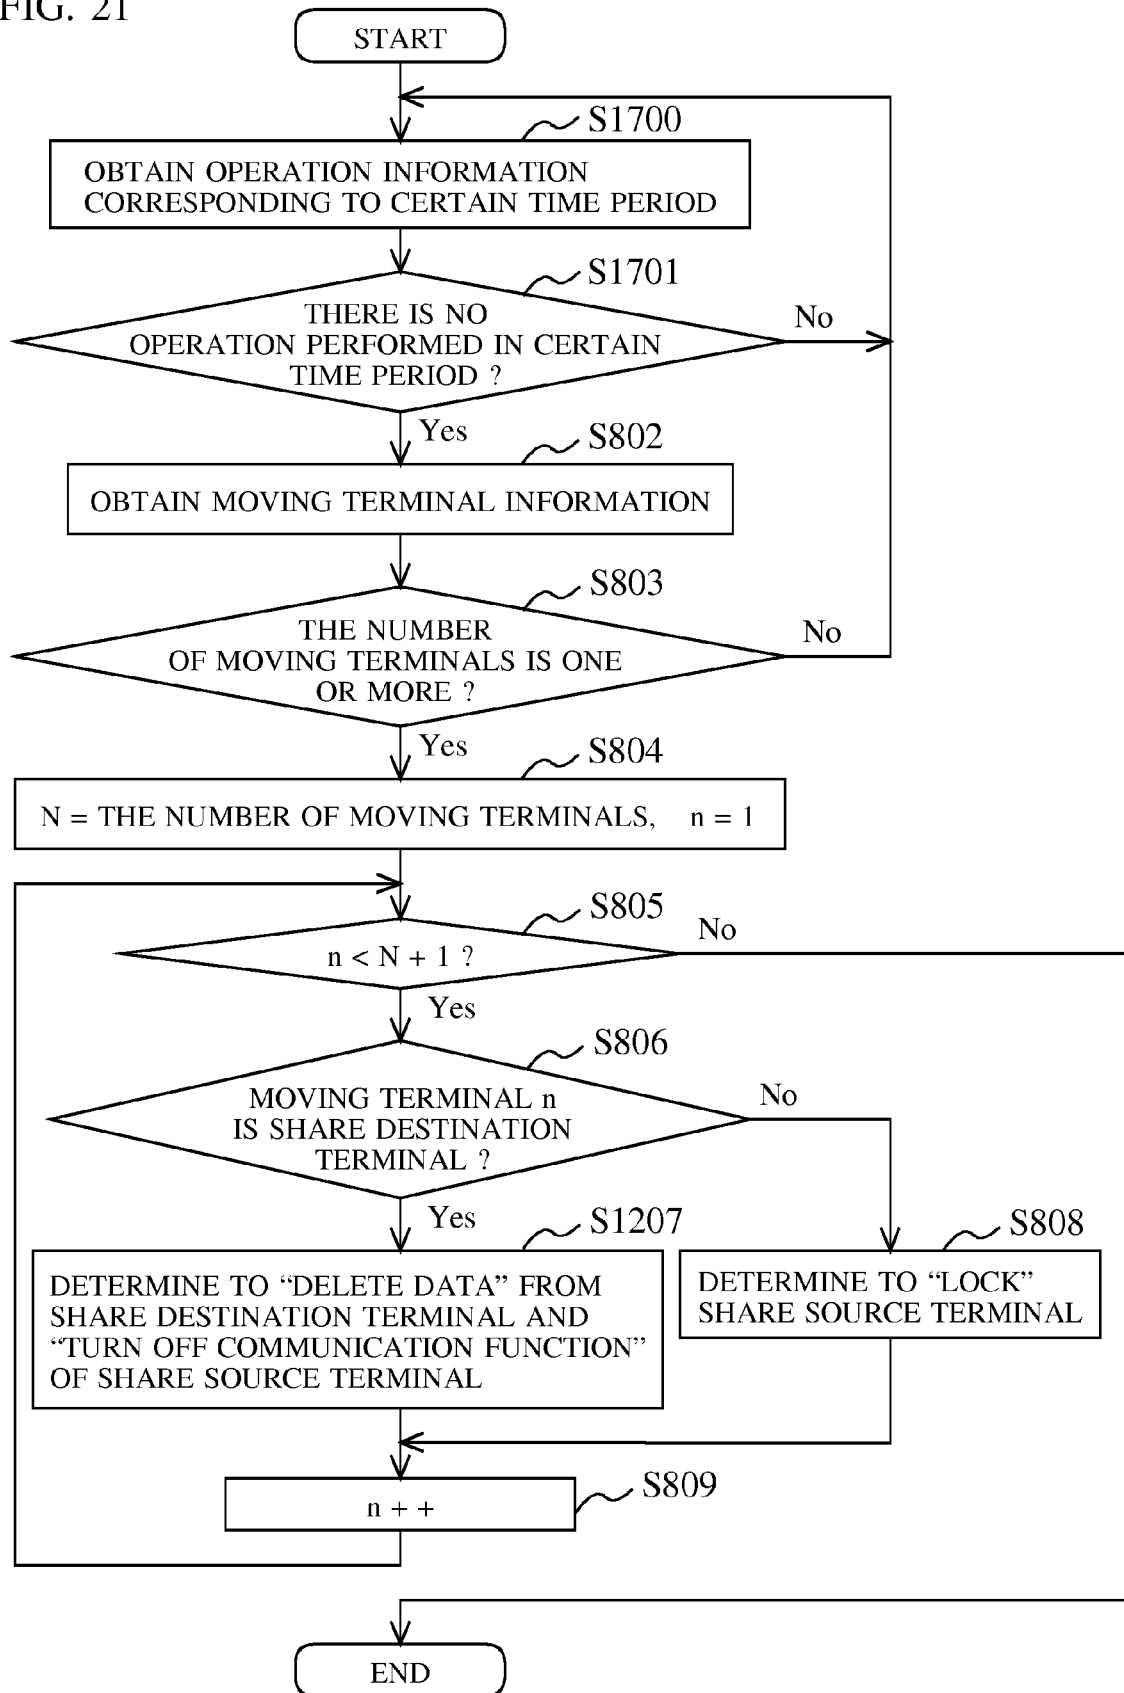 FIG. 21
START
S1700
OBTAIN OPERATION INFORMATION
CORRESPONDING TO CERTAIN TIME PERIOD
S1701
THERE IS NO
OPERATION PERFORMED IN CERTAIN
TIME PERIOD ?
No
Yes
S802
OBTAIN MOVING TERMINAL INFORMATION
S803
THE NUMBER
OF MOVING TERMINALS IS ONE
OR MORE ?
No
Yes
S804
N = THE NUMBER OF MOVING TERMINALS, n = 1
S805
n < N + 1 ?
No
Yes
S806
MOVING TERMINAL n
IS SHARE DESTINATION
TERMINAL ?
No
Yes
S1207
DETERMINE TO “DELETE DATA” FROM
SHARE DESTINATION TERMINAL AND
“TURN OFF COMMUNICATION FUNCTION”
OF SHARE SOURCE TERMINAL
S808
DETERMINE TO “LOCK”
SHARE SOURCE TERMINAL
S809
n + +
END